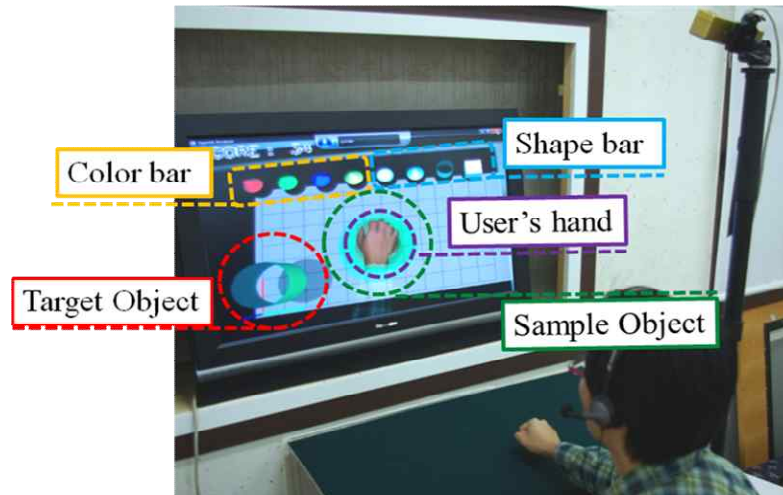 Shape bar
Color bar
User's hand
Target Object
Sample Object